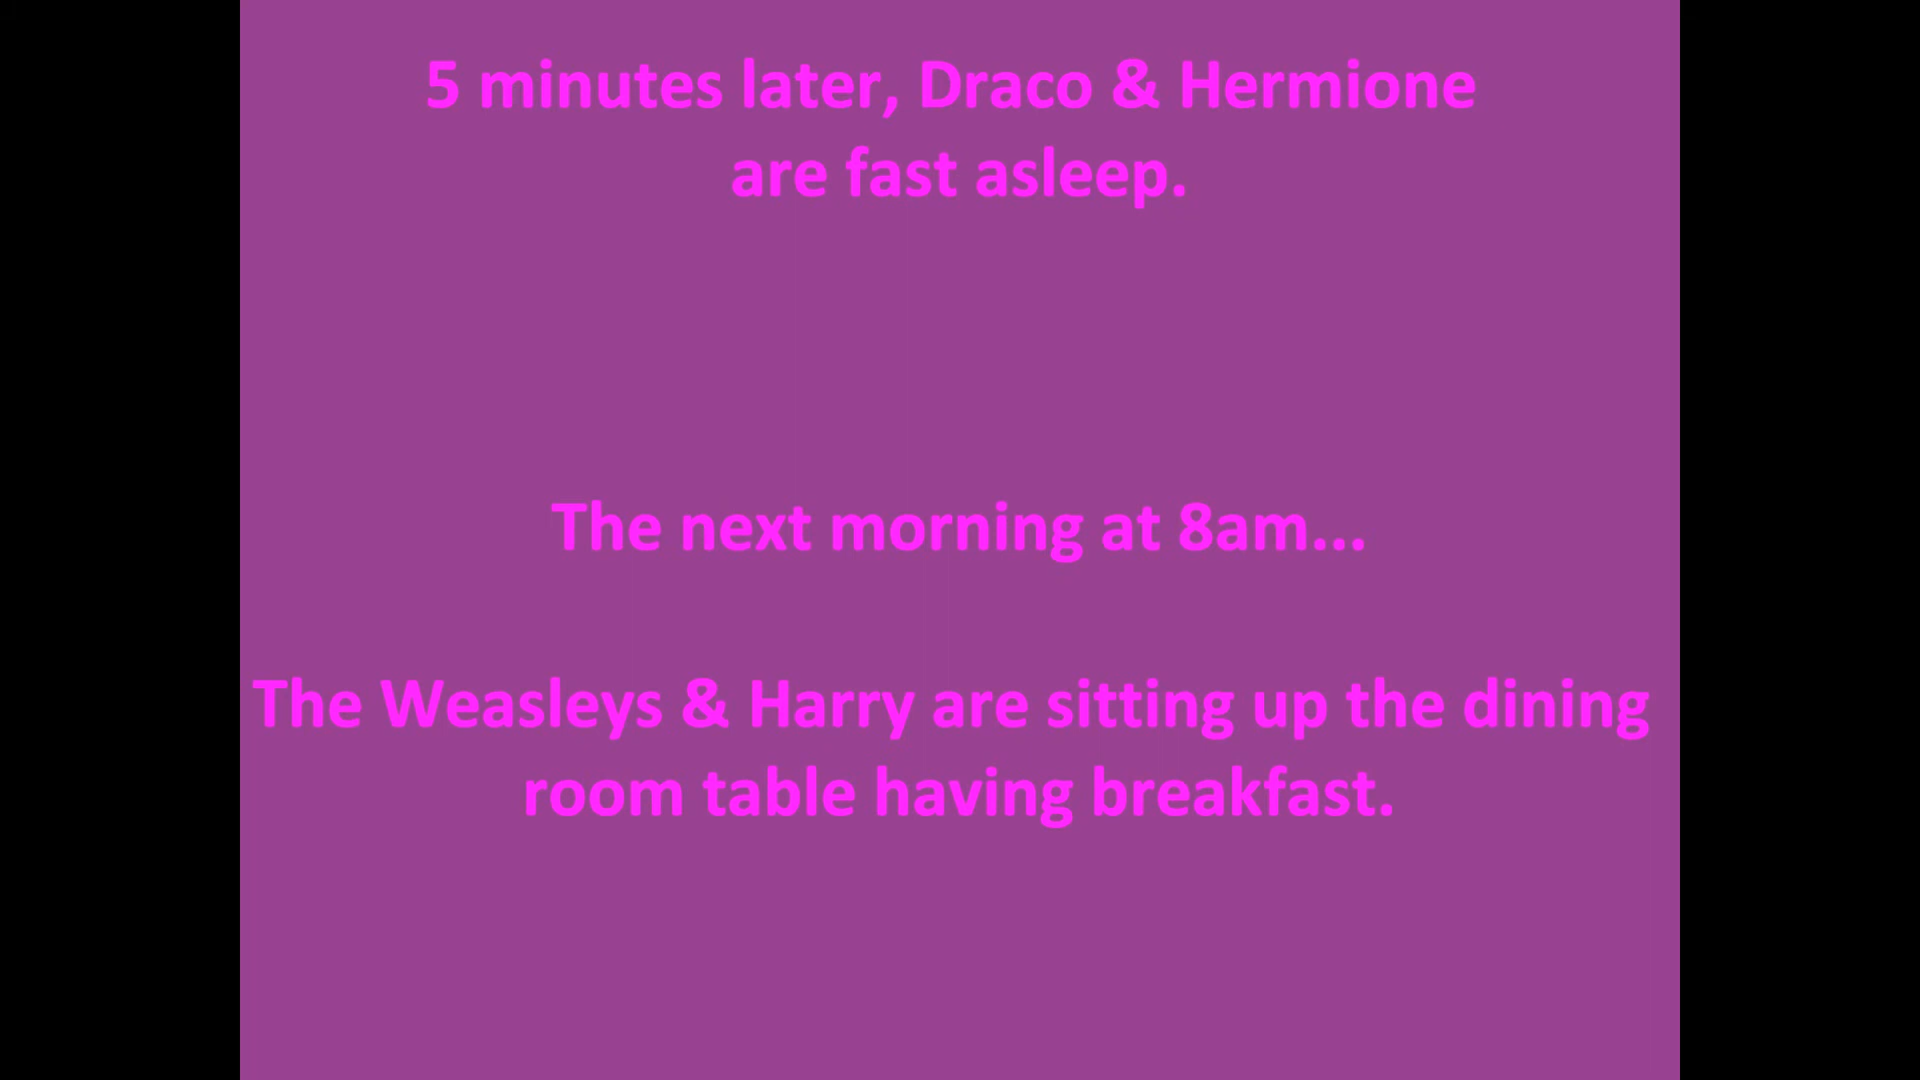 5 minutes later, Draco & Hermione
are fast asleep.
The next morning at 8am...
The Weasleys & Harry are sitting up the dining
room table having breakfast.